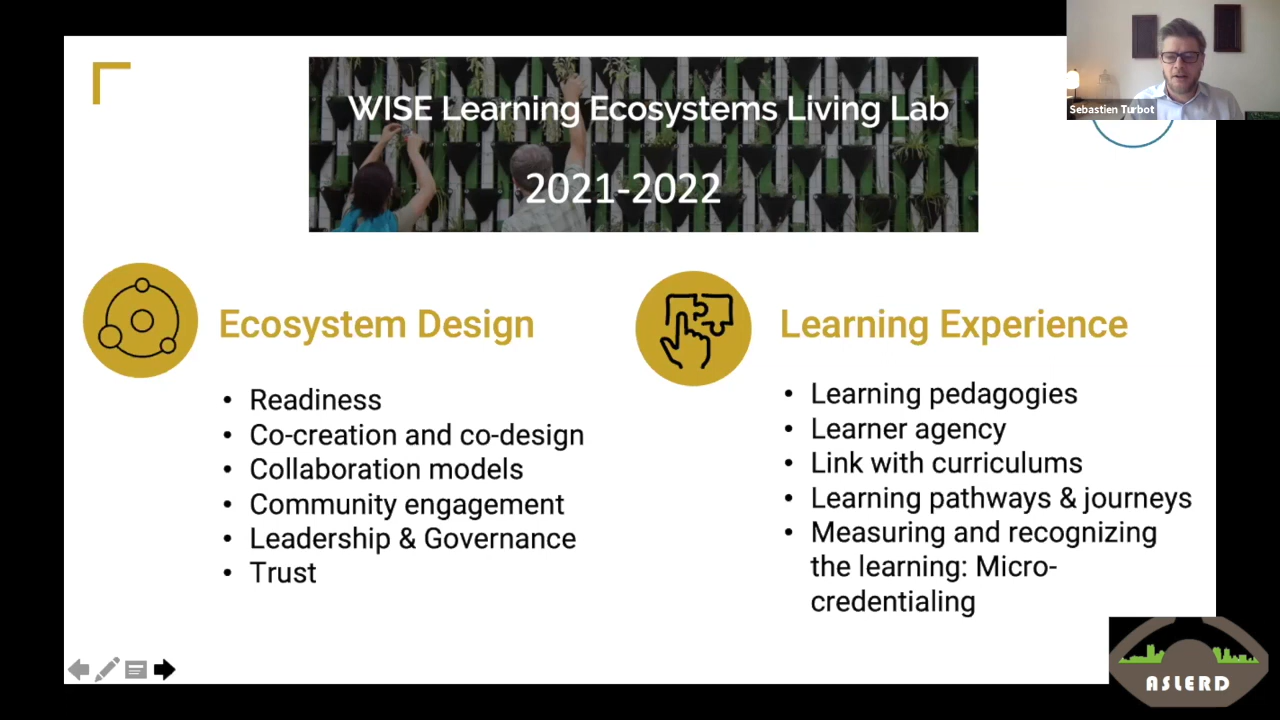 WISE Learning Ecosystems Living Lab
2021-2022
Sebastien Turbot
Ecosystem Design
• Readiness
• Co-creation and co-design
• Collaboration models
• Community engagement
• Leadership & Governance
• Trust
Learning Experience
• Learning pedagogies
• Learner agency
• Link with curriculums
• Learning pathways & journeys
• Measuring and recognizing
the learning: Micro-
credentialing
ASLERD